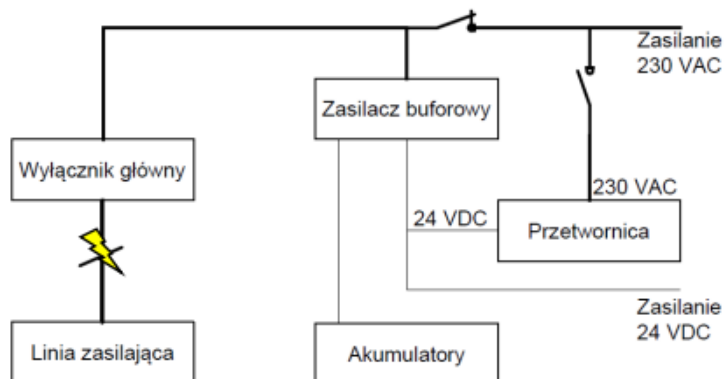 Zasilanie
230 VAC
Zasilacz buforowy
Wyłącznik główny
230 VAC
24 VDC
Przetwornica
Zasilanie
24 VDC
Linia zasilająca
Akumulatory